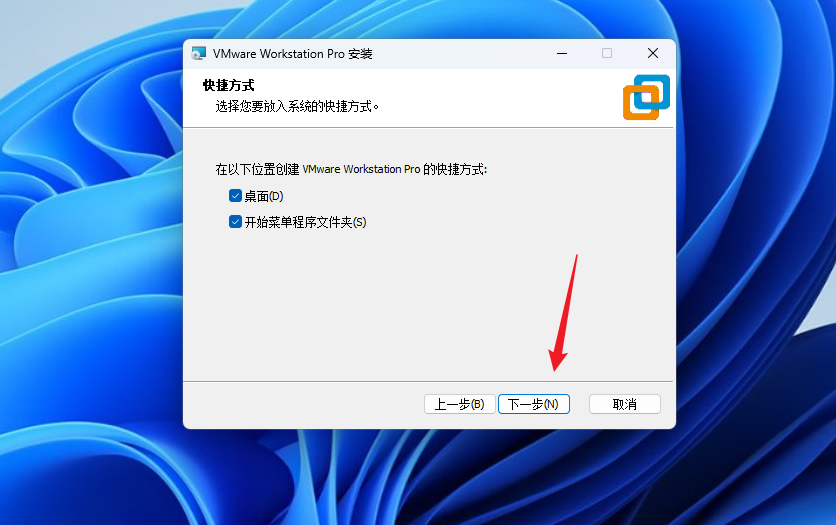 VMware Workstation Pro 安装
快捷方式
选择您要放入系统的快捷方式。
在以下位置创建 VMware Workstation Pro 的快捷方式:
桌面(D)
开始菜单程序文件夹(S)
上一步(B) 下一步(N) 取消